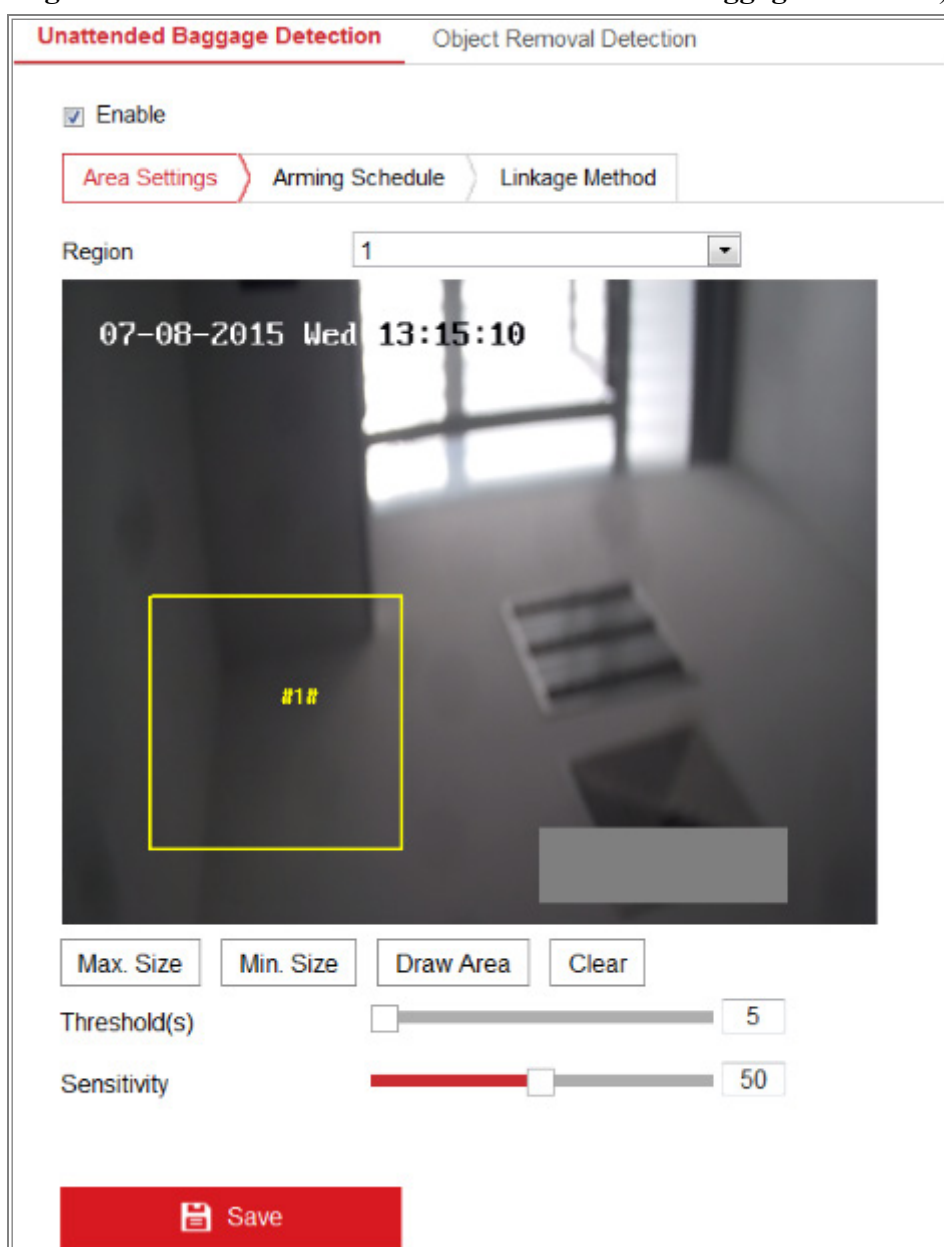 Unattended Baggage Detection Object Removal Detection
Enable
Area Settings Arming Schedule Linkage Method
Region 1
07-08-2015 Wed 13:15:10
#1#
Max. Size Min. Size Draw Area Clear
Threshold(s) 5
Sensitivity 50
Save